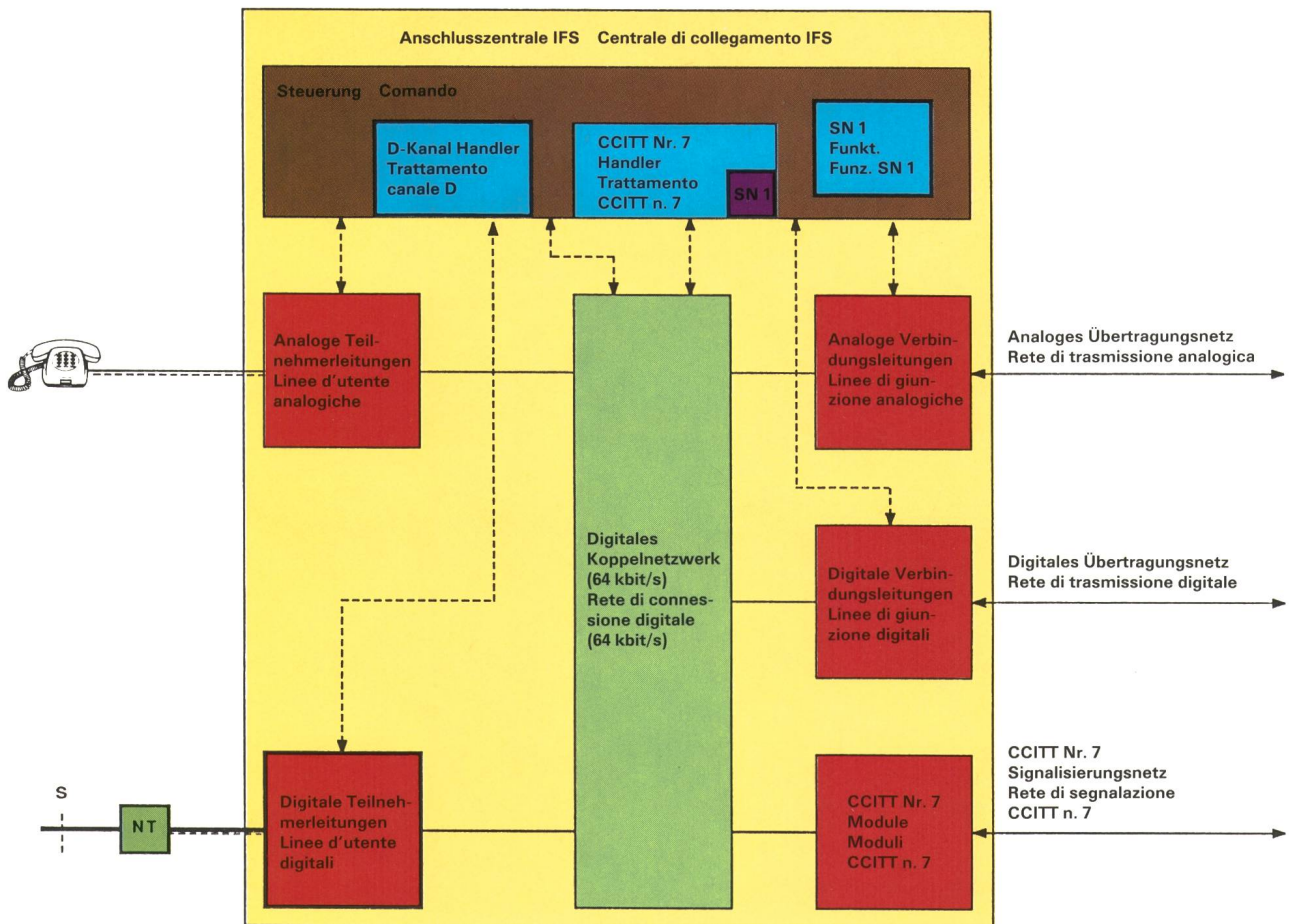 Anschlusszentrale IFS Centrale di collegamento IFS
Steuerung Comando
D-Kanal Handler
Trattamento
canale D
CCITT Nr. 7
Handler
Trattamento
CCITT n. 7
SN 1
SN 1
Funkt.
Funz. SN 1
Analoge Teil-
nehmerleitungen
Linee d'utente
analogiche
Analoge Verbin-
dungsleitungen
Linee di giun-
zione analogiche
Analoges Übertragungsnetz
Rete di trasmissione analogica
Digitales
Koppelnetzwerk
(64 kbit/s)
Rete di connes-
sione digitale
(64 kbit/s)
Digitale Verbin-
dungsleitungen
Linee di giun-
zione digitali
Digitales Übertragungsnetz
Rete di trasmissione digitale
S
NT
Digitale Teilneh-
merleitungen
Linee d'utente
digitali
CCITT Nr. 7
Module
Moduli
CCITT n. 7
CCITT Nr. 7
Signalisierungsnetz
Rete di segnalazione
CCITT n. 7